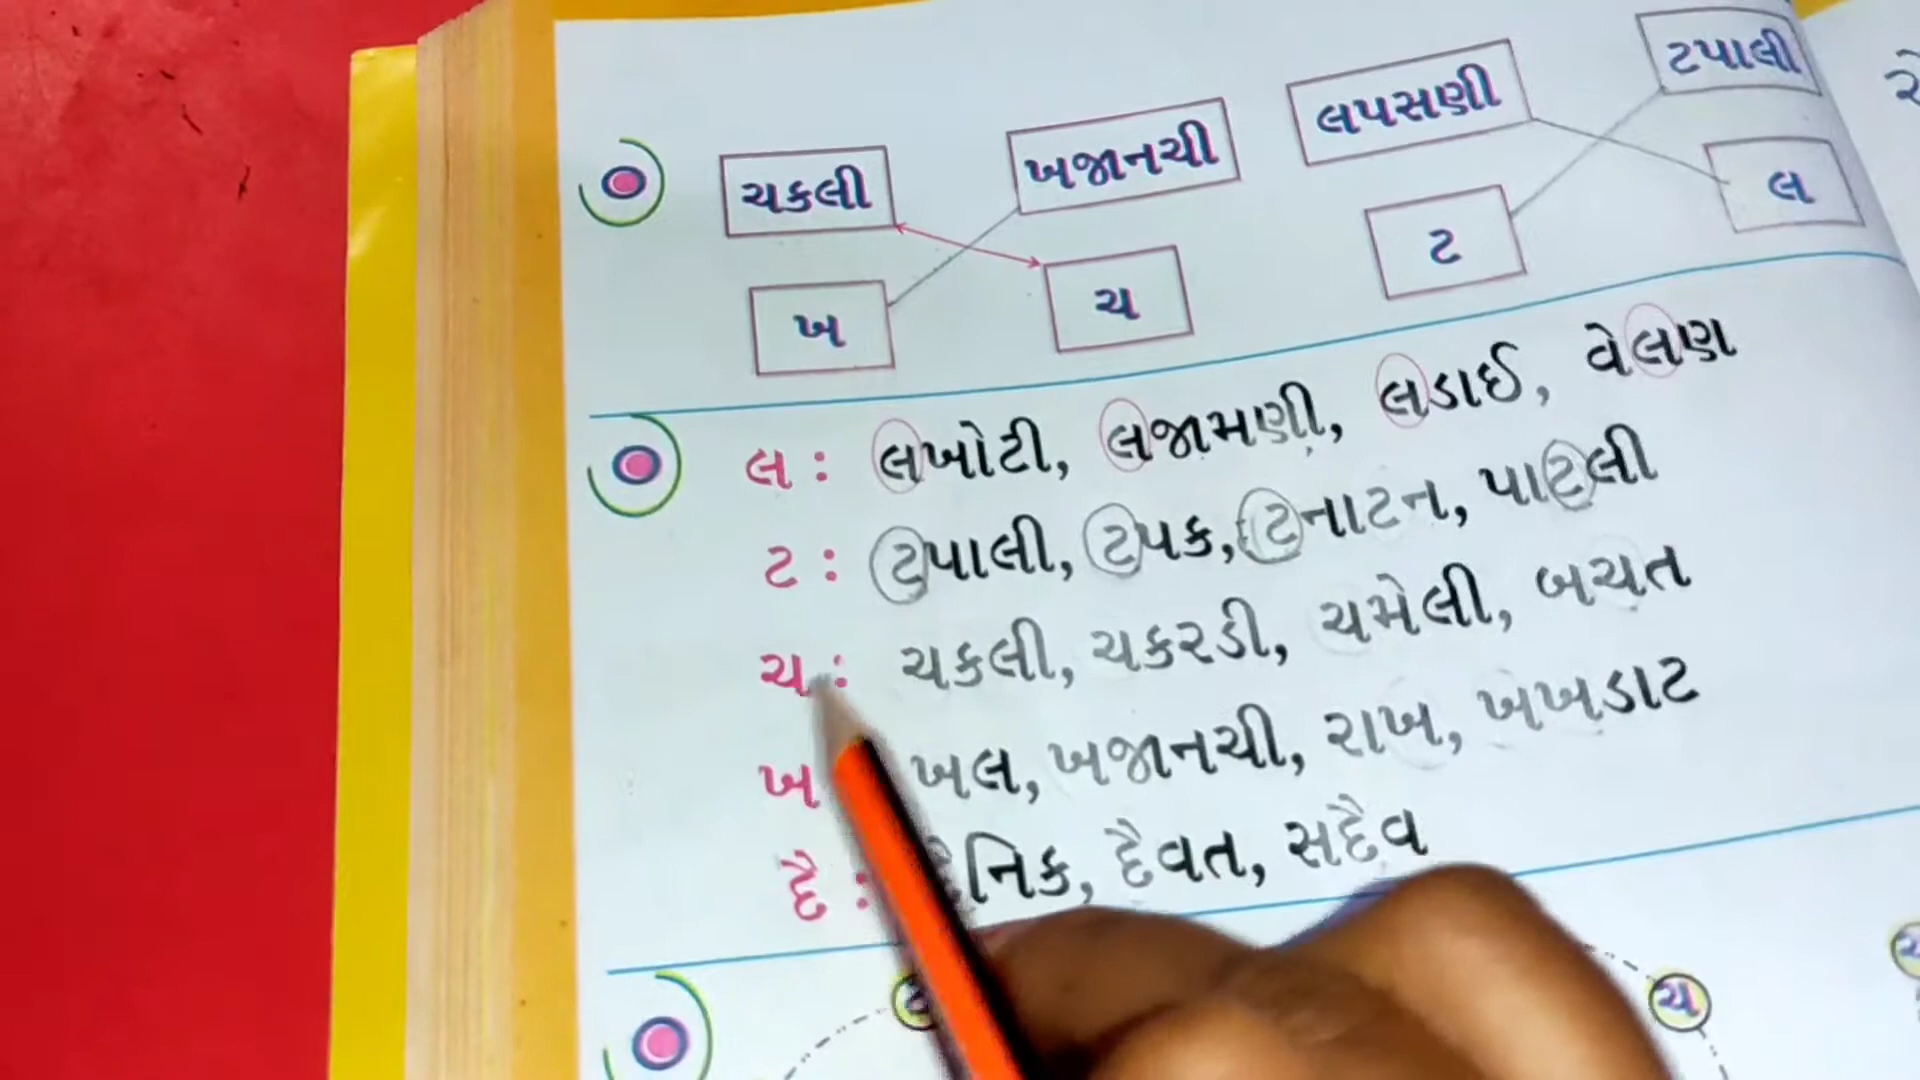 ચકલી ખજાનચી લપસણી ટપાલી
ખ ચ ટ લ
લ : લખોટી, લજામણી, લડાઈ, વેલણ
ટ : ટપાલી, ટપક, ટનાટન, પાટલી
ચ : ચકલી, ચકરડી, ચમેલી, બચત
ખ ખલ, ખજાનચી, રાખ, ખખડાટ
દૈ : દૈનિક, દૈવત, સદૈવ
ચ